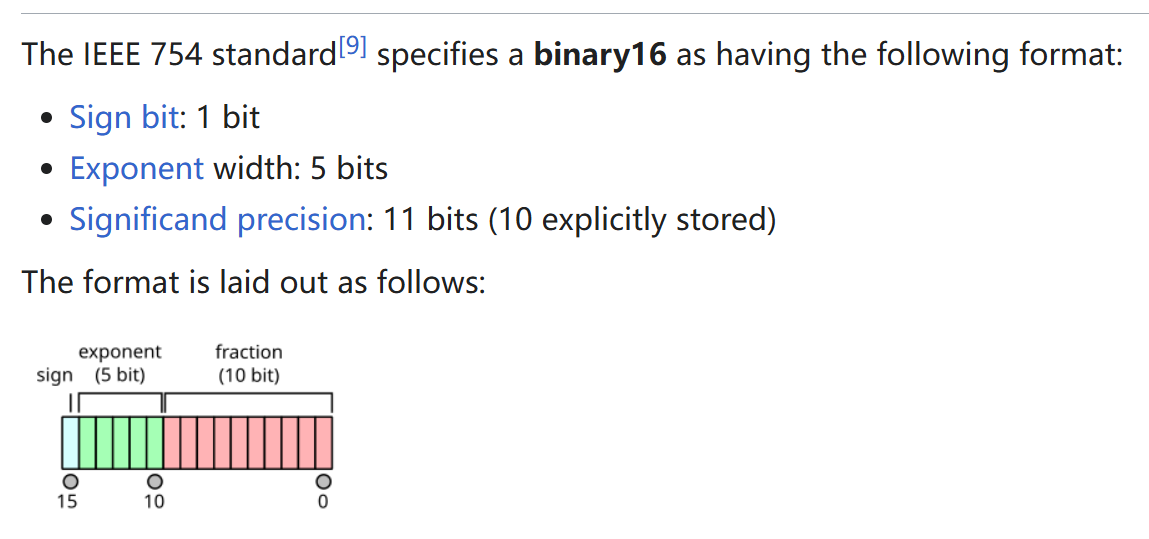 The IEEE 754 standard[9] specifies a binary16 as having the following format:
• Sign bit: 1 bit
• Exponent width: 5 bits
• Significand precision: 11 bits (10 explicitly stored)
The format is laid out as follows:
exponent fraction
sign (5 bit) (10 bit)
15 10 0